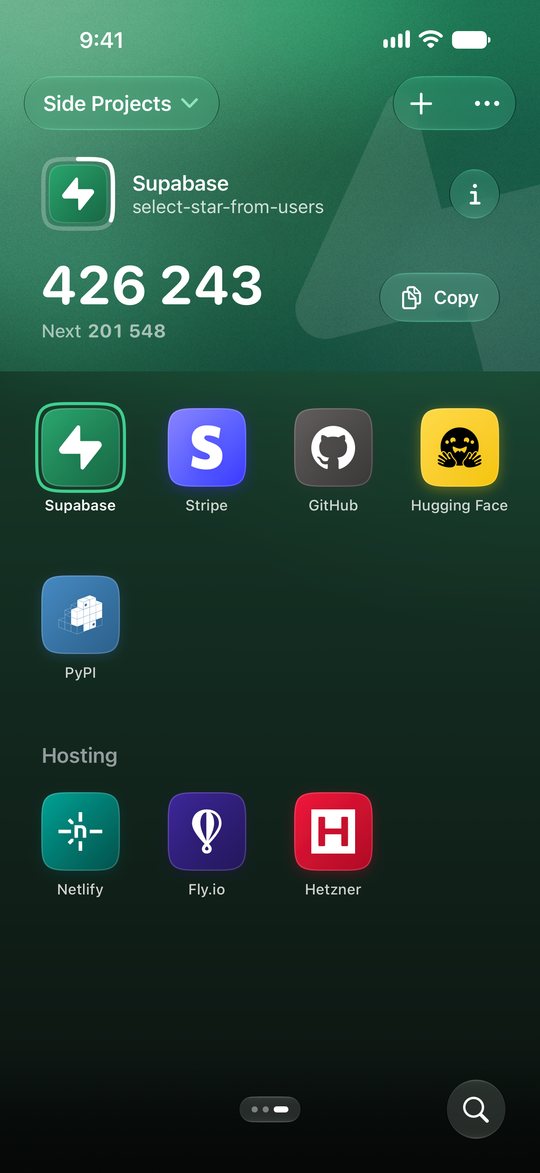 9:41
Side Projects
Supabase
select-star-from-users
426 243
Next 201 548
Copy
Supabase
Stripe
GitHub
Hugging Face
PyPI
Hosting
Netlify
Fly.io
Hetzner